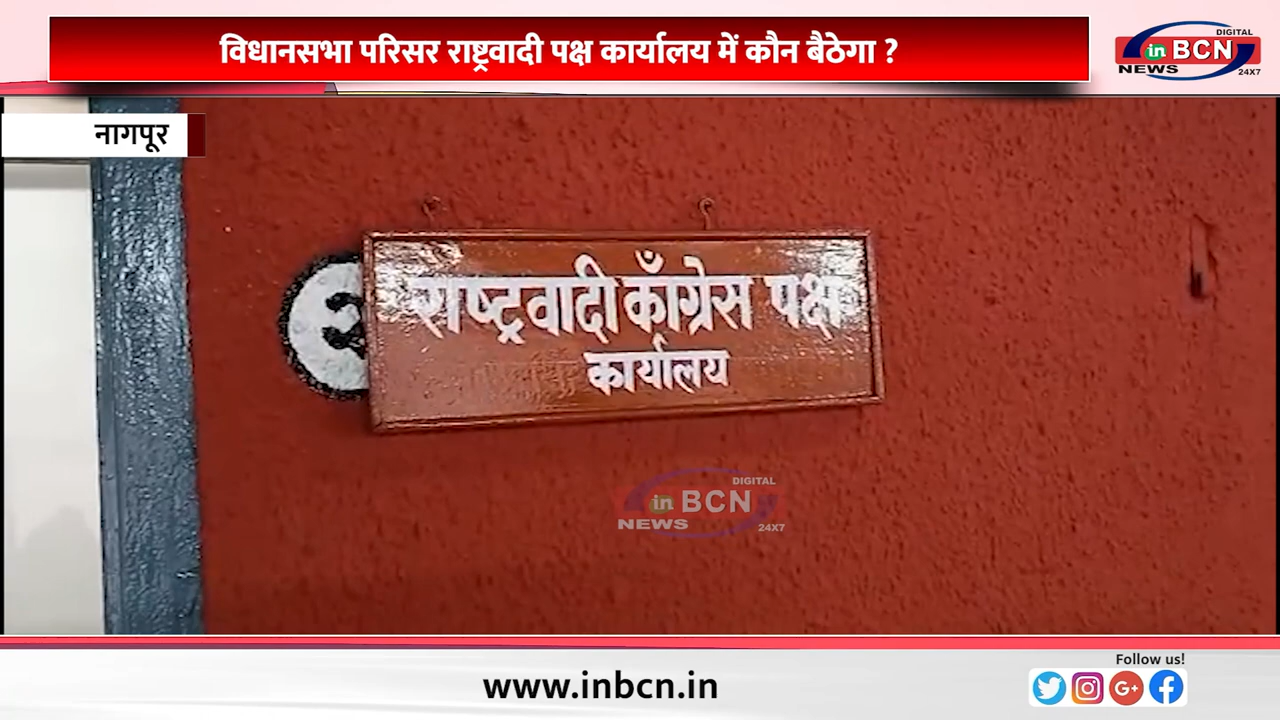 विधानसभा परिसर राष्ट्रवादी पक्ष कार्यालय में कौन बैठेगा ?
DIGITAL
in BCN
NEWS 24X7
नागपूर
राष्ट्रवादी काँग्रेस पक्ष
कार्यालय
DIGITAL
in BCN
NEWS 24X7
Follow us!
www.inbcn.in